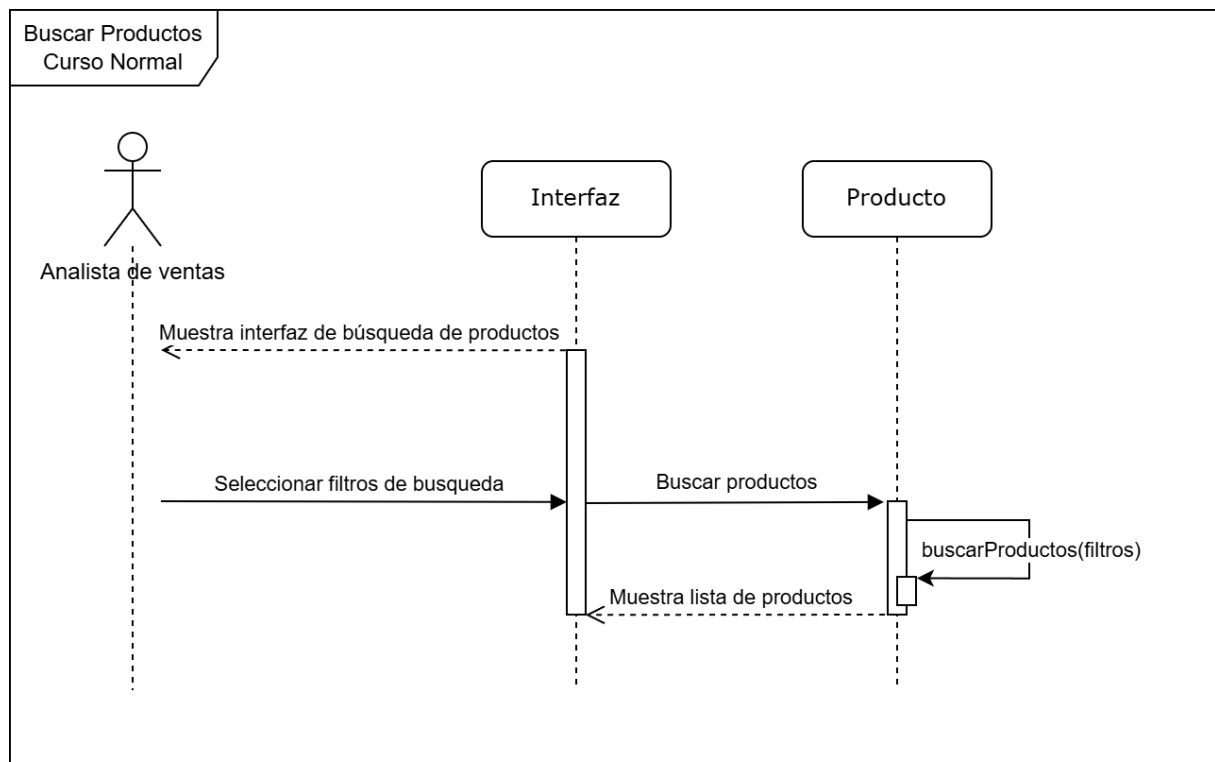 Buscar Productos
Curso Normal
Interfaz
Producto
Analista de ventas
Muestra interfaz de búsqueda de productos
Seleccionar filtros de busqueda
Buscar productos
buscarProductos(filtros)
Muestra lista de productos